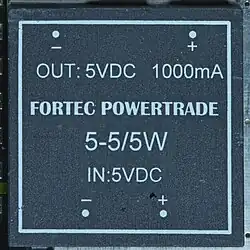 − +
OUT: 5VDC 1000mA
FORTEC POWERTRADE
5-5/5W
IN:5VDC
− +